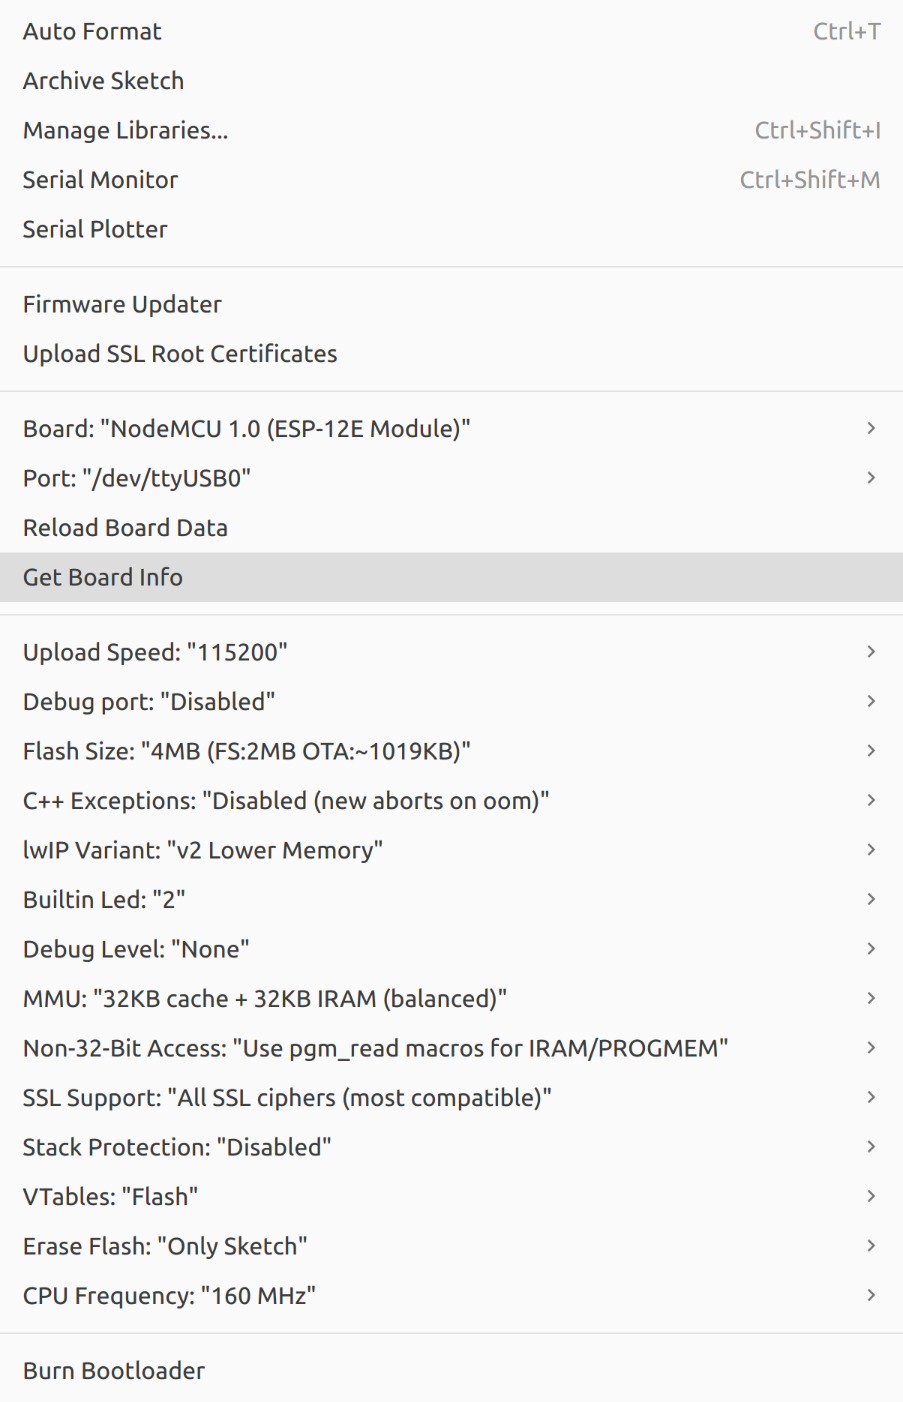 Auto Format Ctrl+T
Archive Sketch
Manage Libraries... Ctrl+Shift+I
Serial Monitor Ctrl+Shift+M
Serial Plotter
Firmware Updater
Upload SSL Root Certificates
Board: "NodeMCU 1.0 (ESP-12E Module)"
Port: "/dev/ttyUSB0"
Reload Board Data
Get Board Info
Upload Speed: "115200"
Debug port: "Disabled"
Flash Size: "4MB (FS:2MB OTA:~1019KB)"
C++ Exceptions: "Disabled (new aborts on oom)"
lwIP Variant: "v2 Lower Memory"
Builtin Led: "2"
Debug Level: "None"
MMU: "32KB cache + 32KB IRAM (balanced)"
Non-32-Bit Access: "Use pgm_read macros for IRAM/PROGMEM"
SSL Support: "All SSL ciphers (most compatible)"
Stack Protection: "Disabled"
VTables: "Flash"
Erase Flash: "Only Sketch"
CPU Frequency: "160 MHz"
Burn Bootloader